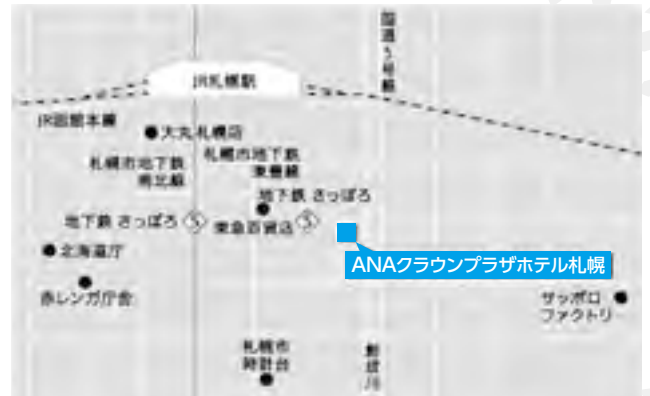 国道5号線
JR札幌駅
JR函館本線
大丸札幌店
札幌市地下鉄
南北線
札幌市地下鉄
東豊線
地下鉄 さっぽろ
地下鉄 さっぽろ
S
東急百貨店
S
北海道庁
ANAクラウンプラザホテル札幌
赤レンガ庁舎
サッポロ
ファクトリ
札幌市
時計台
創成川